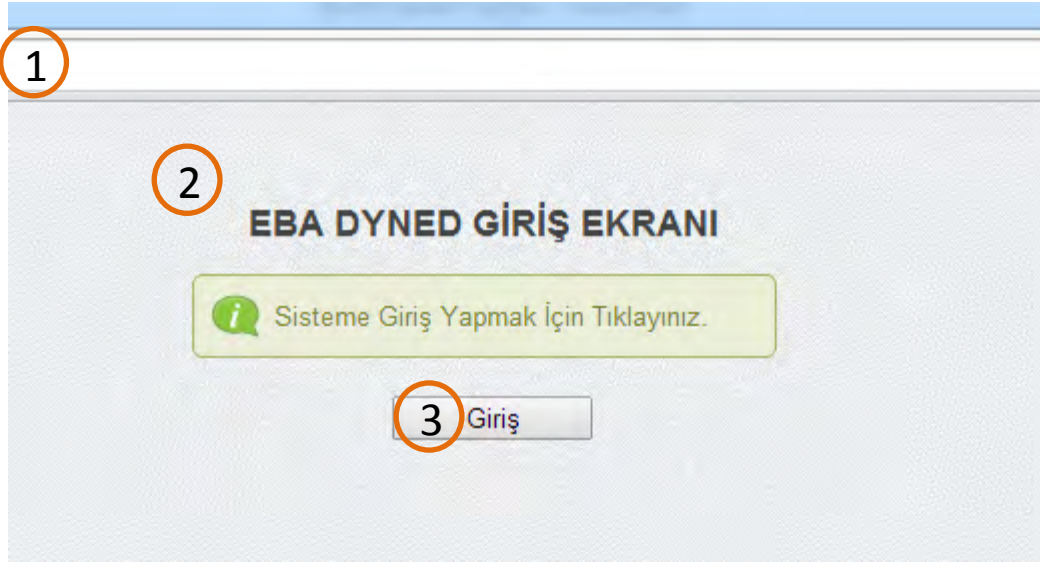 1
2
EBA DYNED GİRİŞ EKRANI
i Sisteme Giriş Yapmak İçin Tıklayınız.
3 Giriş